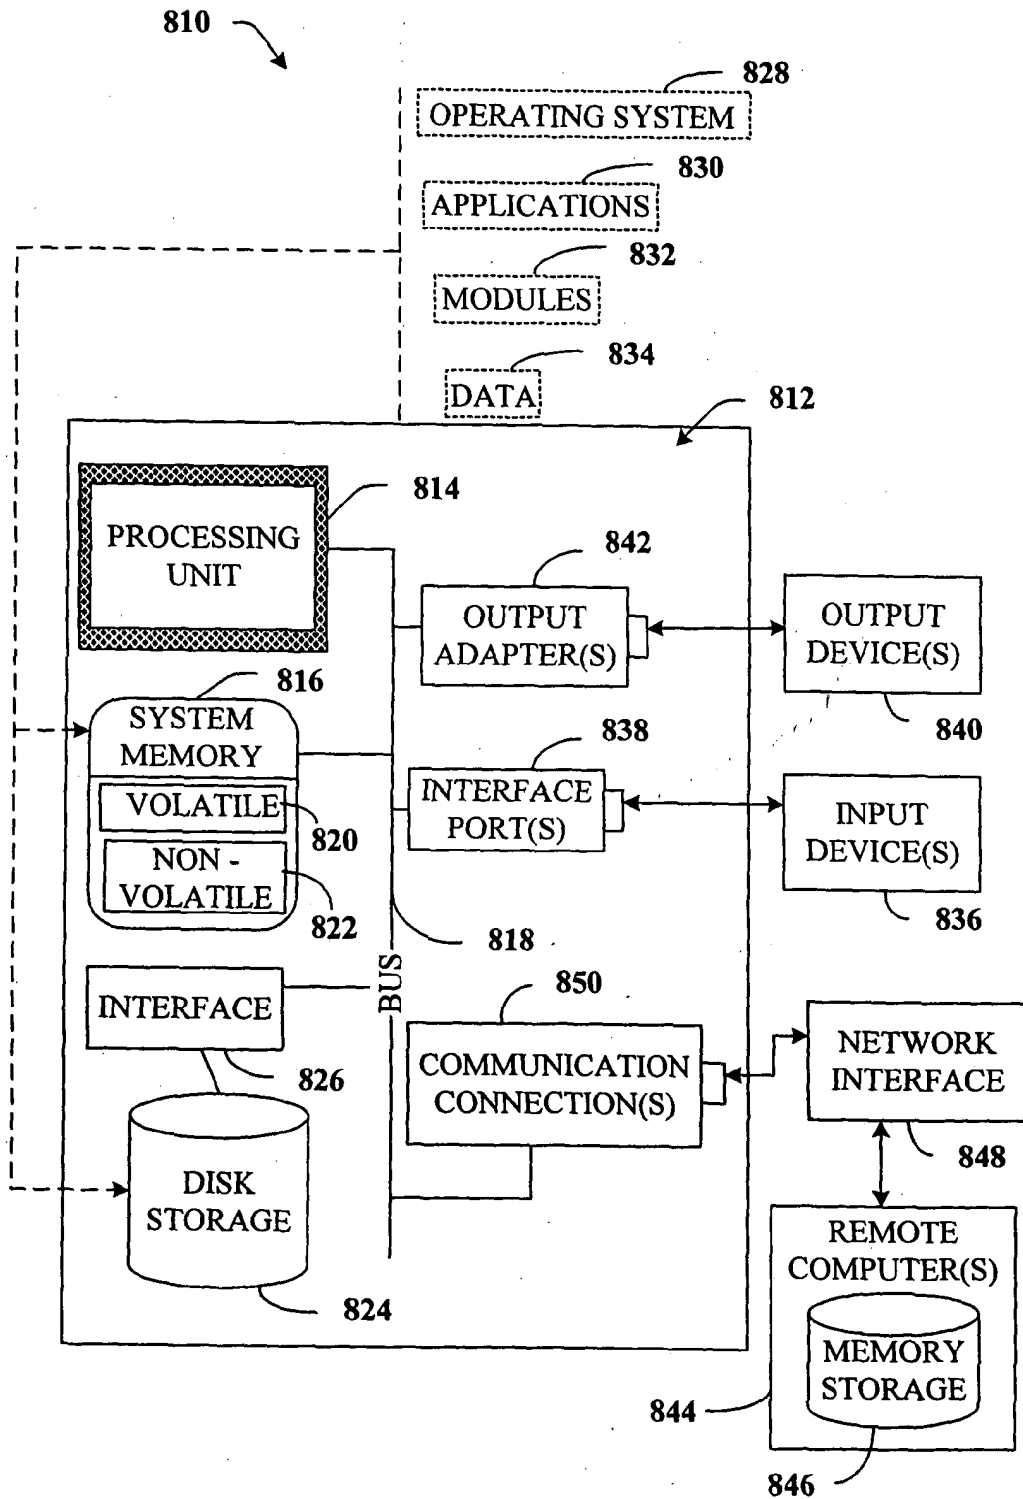 810
828
OPERATING SYSTEM
830
APPLICATIONS
832
MODULES
834
DATA
812
814
PROCESSING
UNIT
842
OUTPUT
ADAPTER(S)
OUTPUT
DEVICE(S)
840
816
SYSTEM
MEMORY
VOLATILE
820
NON -
VOLATILE
822
838
INTERFACE
PORT(S)
INPUT
DEVICE(S)
836
818
BUS
INTERFACE
826
850
COMMUNICATION
CONNECTION(S)
NETWORK
INTERFACE
848
DISK
STORAGE
824
REMOTE
COMPUTER(S)
MEMORY
STORAGE
844
846